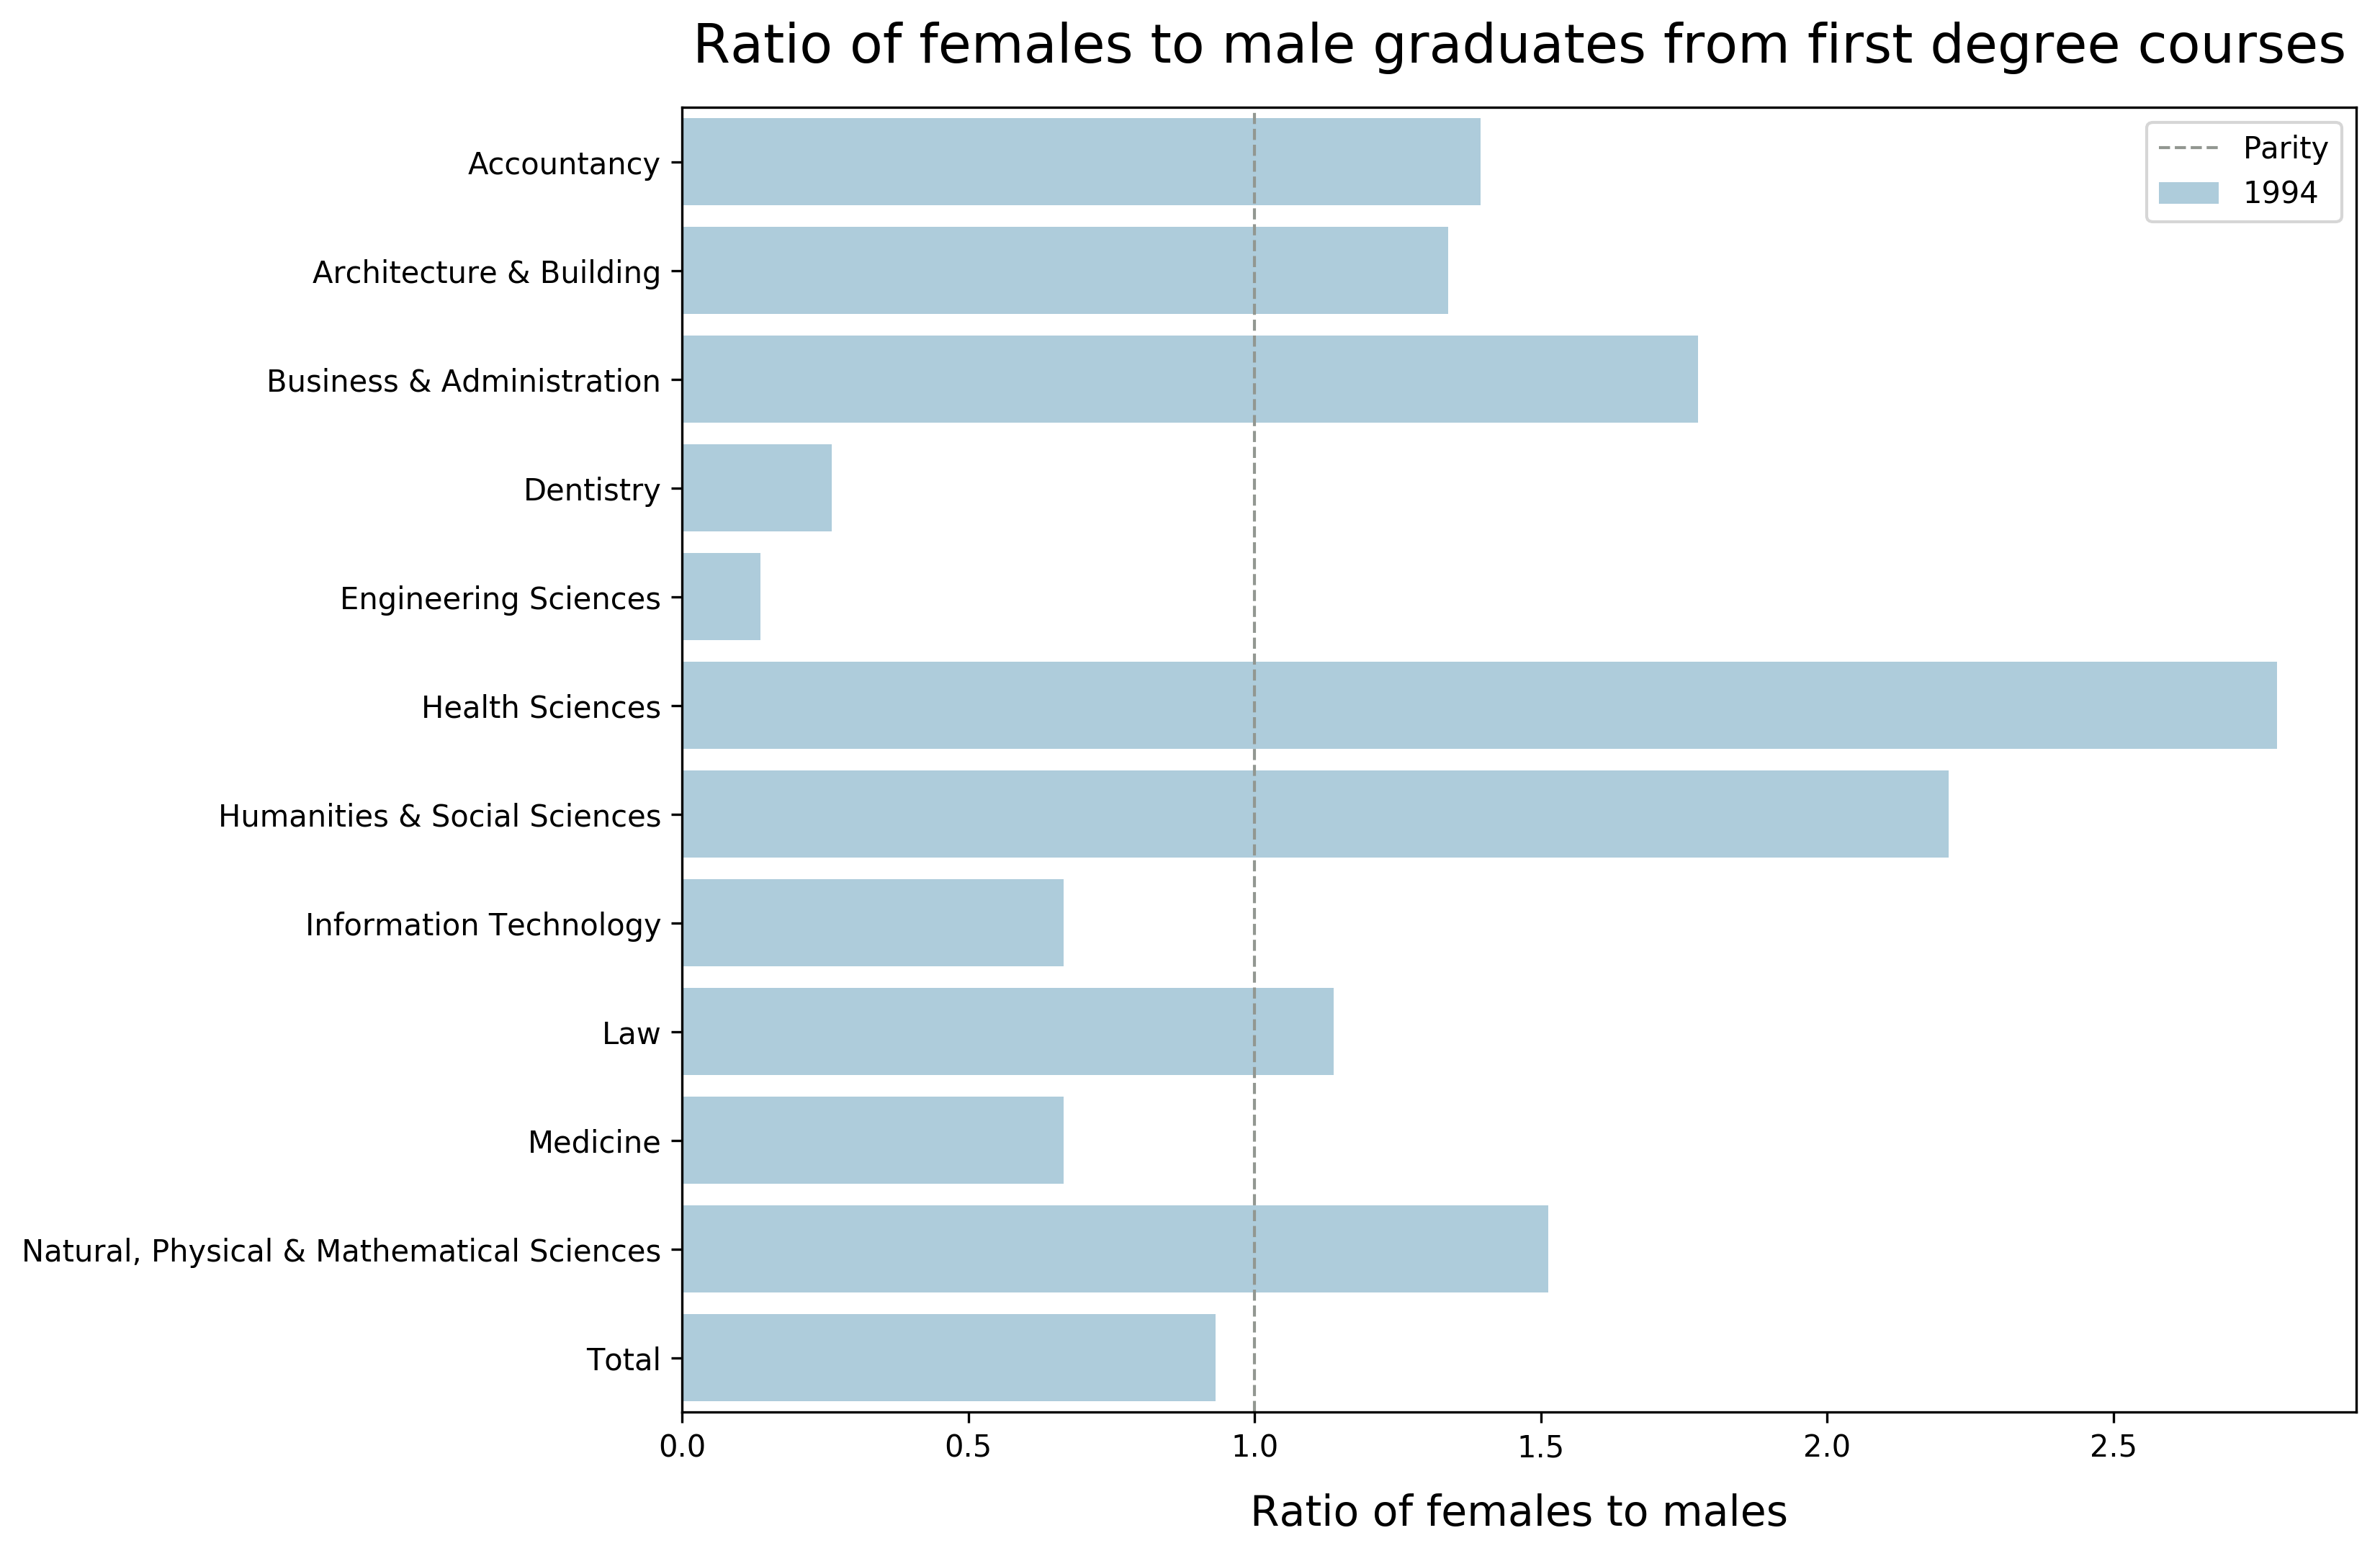 Ratio of females to male graduates from first degree courses
Parity
1994
Accountancy
Architecture & Building
Business & Administration
Dentistry
Engineering Sciences
Health Sciences
Humanities & Social Sciences
Information Technology
Law
Medicine
Natural, Physical & Mathematical Sciences
Total
0.0 0.5 1.0 1.5 2.0 2.5
Ratio of females to males